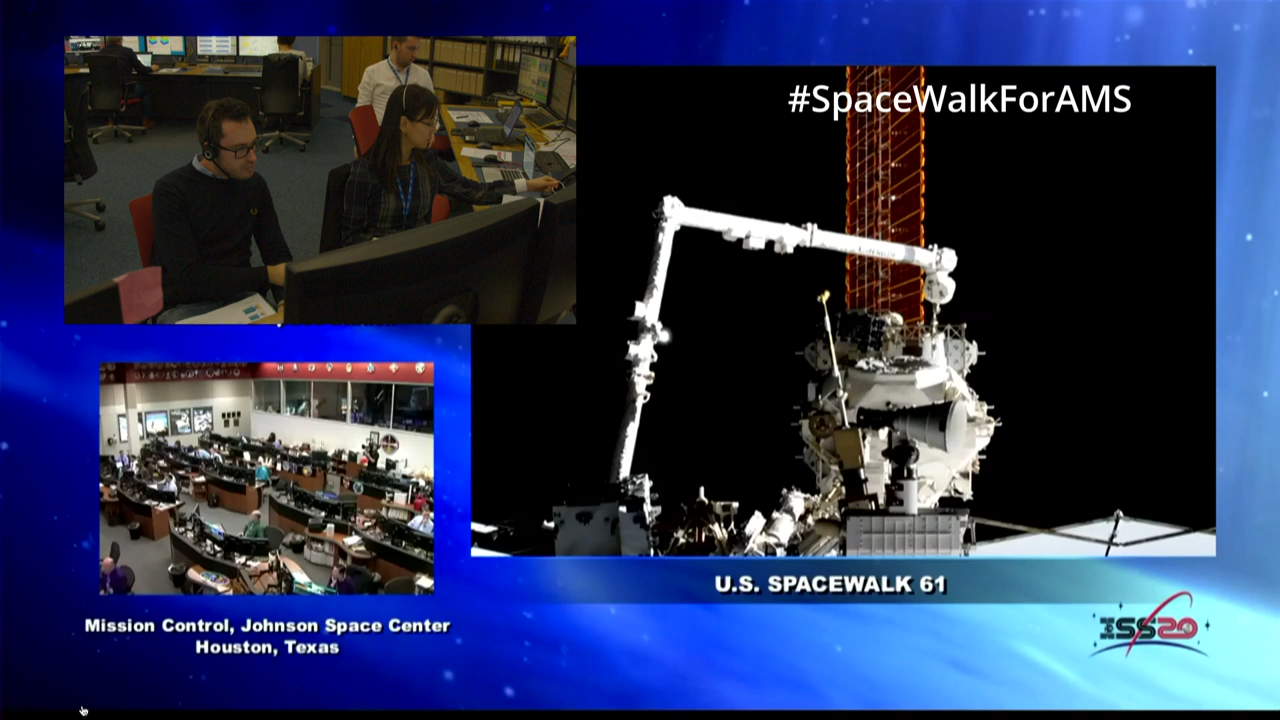 #SpaceWalkForAMS
U.S. SPACEWALK 61
Mission Control, Johnson Space Center
Houston, Texas
ISS20